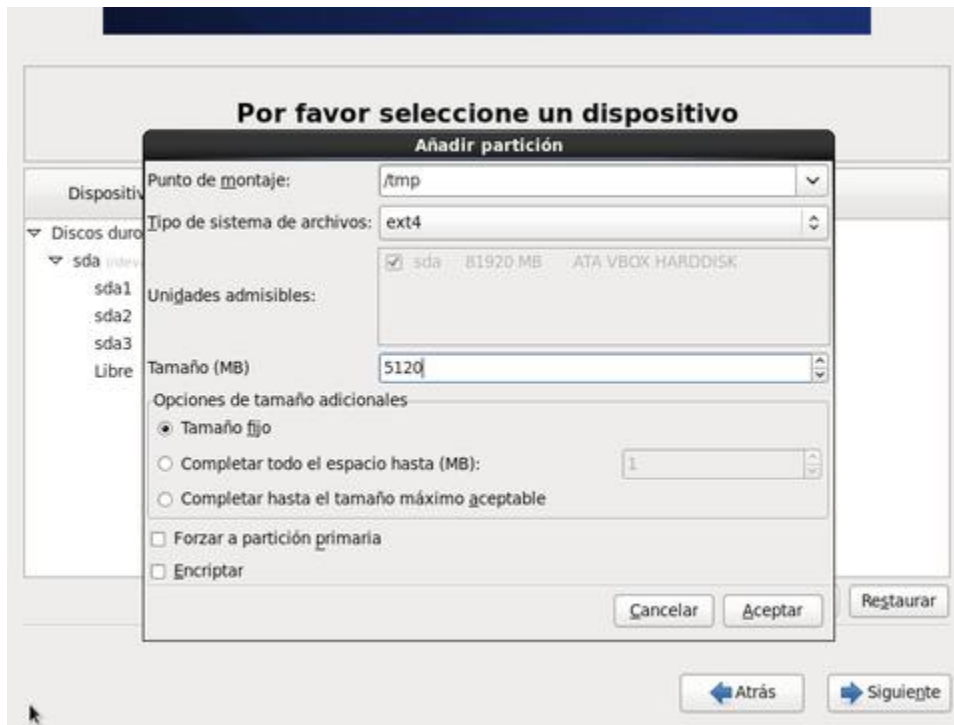 Por favor seleccione un dispositivo
Añadir partición
Punto de montaje: /tmp
Dispositiv
Tipo de sistema de archivos: ext4
Discos duro
sda
sda 81920 MB ATA VBOX HARDDISK
sda1
Unidades admisibles:
sda2
sda3
Libre
Tamaño (MB) 5120
Opciones de tamaño adicionales
Tamaño fijo
Completar todo el espacio hasta (MB): 1
Completar hasta el tamaño máximo aceptable
Forzar a partición primaria
Encriptar
Cancelar Aceptar Restaurar
Atrás Siguiente